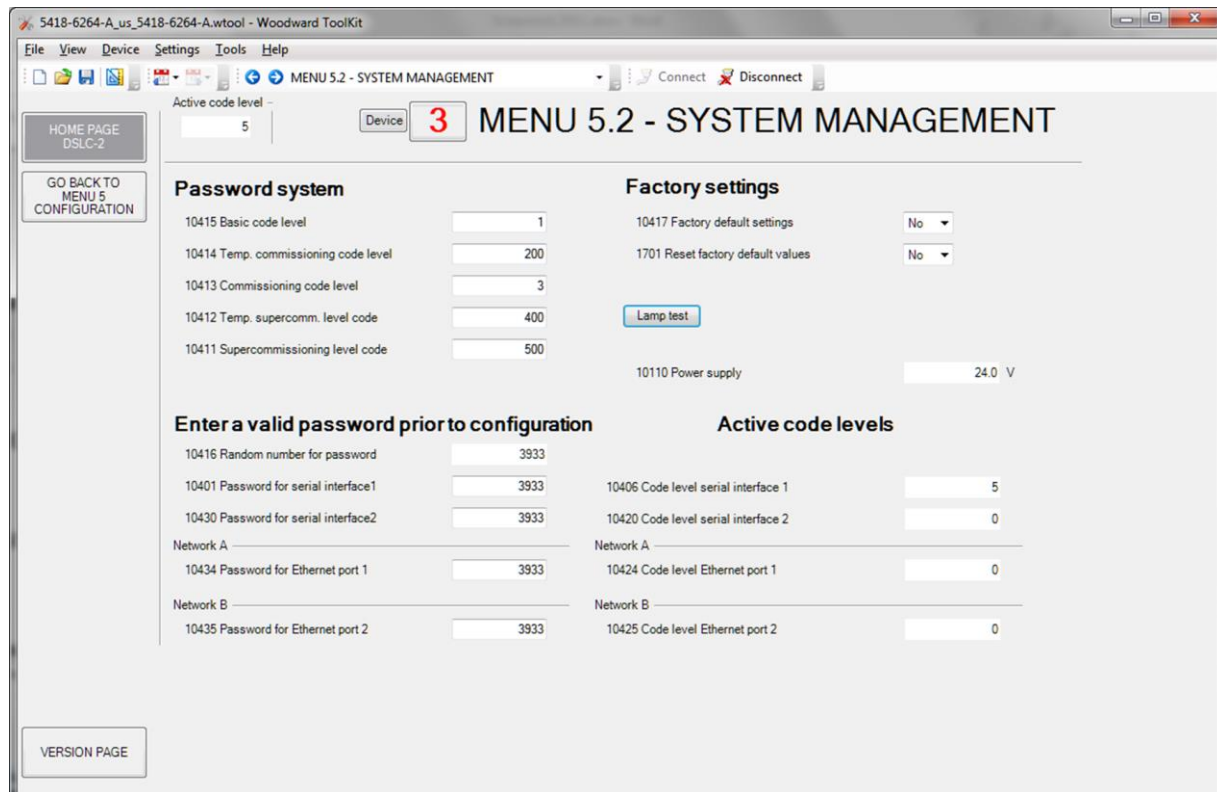 5418-6264-A_us_5418-6264-A.wtool - Woodward ToolKit
File View Device Settings Tools Help
MENU 5.2 - SYSTEM MANAGEMENT Connect Disconnect
Active code level
5
Device 3 MENU 5.2 - SYSTEM MANAGEMENT
HOME PAGE
DSLC-2
GO BACK TO
MENU 5
CONFIGURATION
Password system
10415 Basic code level 1
10414 Temp. commissioning code level 200
10413 Commissioning code level 3
10412 Temp. supercomm. level code 400
10411 Supercommissioning level code 500
Factory settings
10417 Factory default settings No
1701 Reset factory default values No
Lamp test
10110 Power supply 24.0 V
Enter a valid password prior to configuration
10416 Random number for password 3933
10401 Password for serial interface1 3933
10430 Password for serial interface2 3933
Network A
10434 Password for Ethernet port 1 3933
Network B
10435 Password for Ethernet port 2 3933
Active code levels
10406 Code level serial interface 1 5
10420 Code level serial interface 2 0
Network A
10424 Code level Ethernet port 1 0
Network B
10425 Code level Ethernet port 2 0
VERSION PAGE